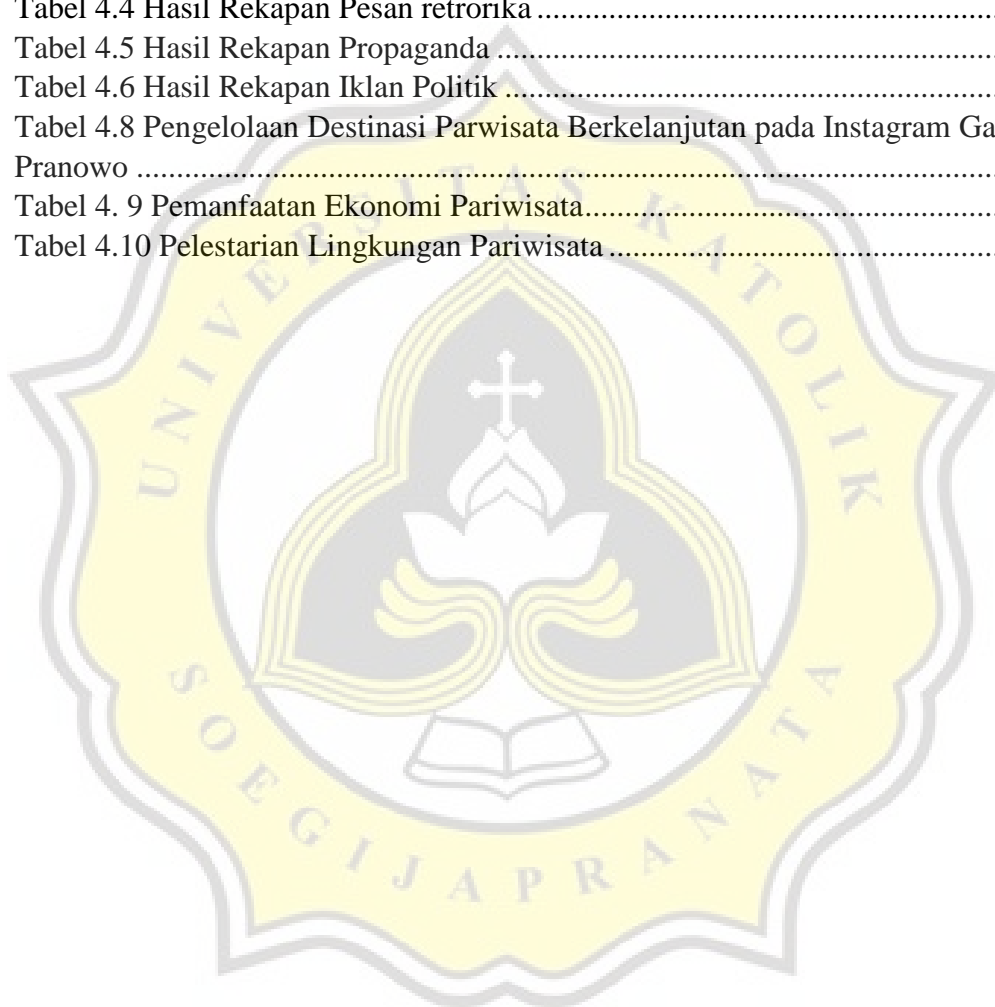 Tabel 4.4 Hasil Rekapan Pesan retrorika ..........................................................................
Tabel 4.5 Hasil Rekapan Propaganda ................................................................................
Tabel 4.6 Hasil Rekapan Iklan Politik ...............................................................................
Tabel 4.8 Pengelolaan Destinasi Parwisata Berkelanjutan pada Instagram Ga
Pranowo ..............................................................................................................................
Tabel 4. 9 Pemanfaatan Ekonomi Pariwisata....................................................................
Tabel 4.10 Pelestarian Lingkungan Pariwisata .................................................................
UNIVERSITAS KATOLIK
SOEGIJAPRANATA